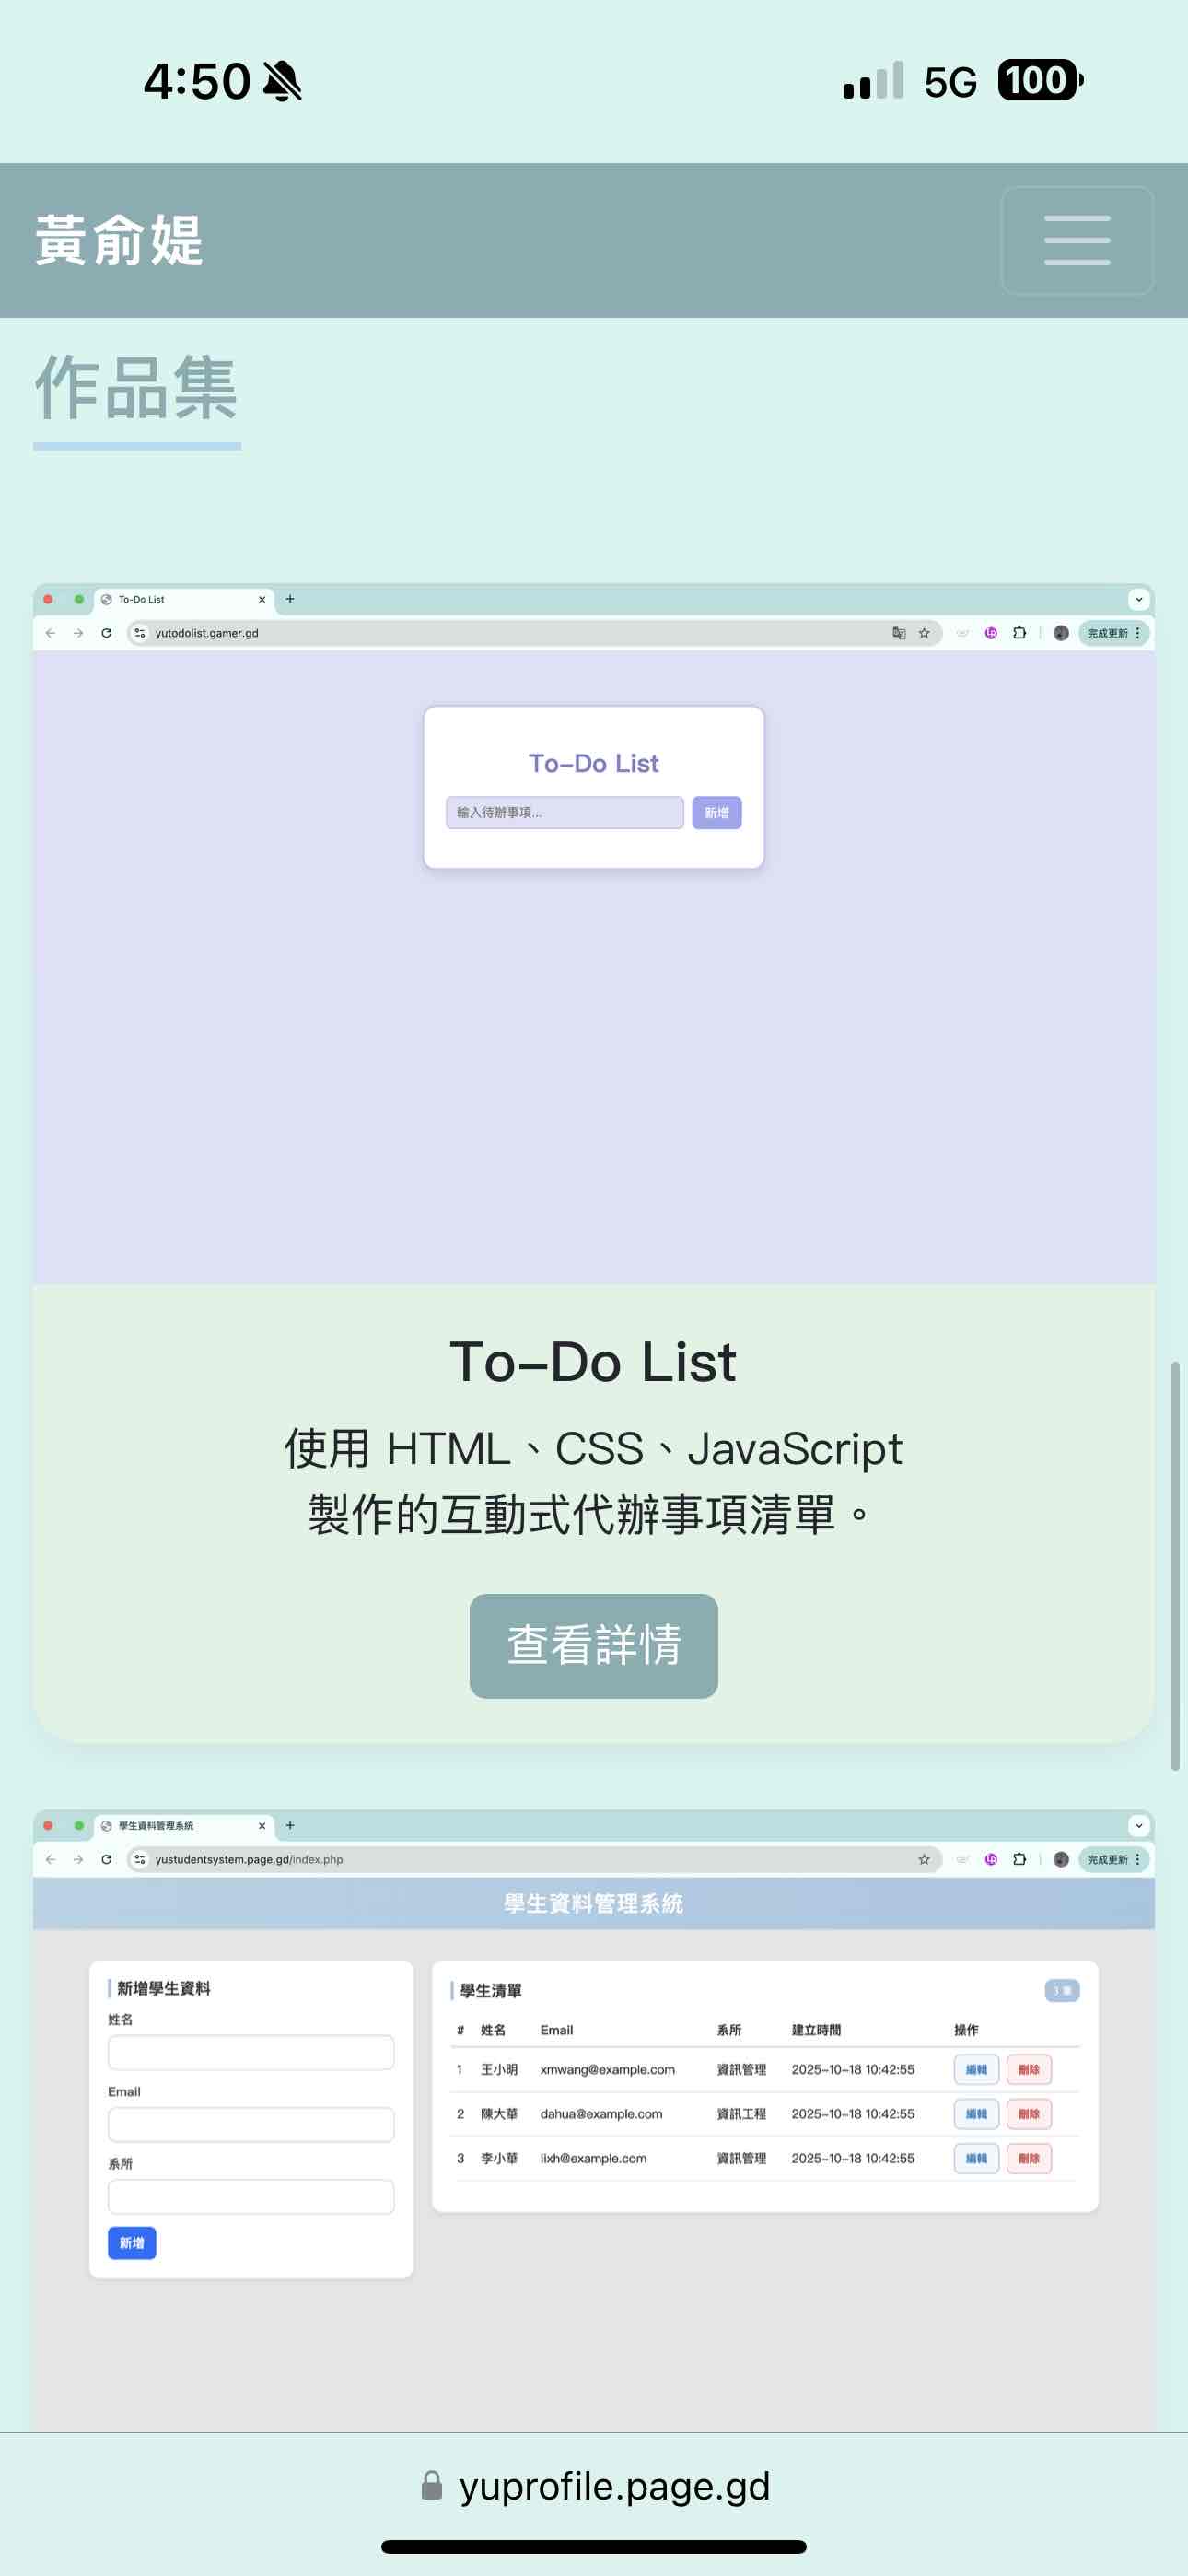 4:50
5G 100
黃俞媞
作品集
To-Do List
yutodolist.gamer.gd
完成更新
To-Do List
輸入待辦事項...
新增
To-Do List
使用 HTML、CSS、JavaScript
製作的互動式代辦事項清單。
查看詳情
學生資料管理系統
yustudentsystem.page.gd/index.php
完成更新
學生資料管理系統
新增學生資料
姓名
Email
系所
新增
學生清單
3 筆
# 姓名 Email 系所 建立時間 操作
1 王小明 xmwang@example.com 資訊管理 2025-10-18 10:42:55 編輯 刪除
2 陳大華 dahua@example.com 資訊工程 2025-10-18 10:42:55 編輯 刪除
3 李小華 lixh@example.com 資訊管理 2025-10-18 10:42:55 編輯 刪除
yuprofile.page.gd